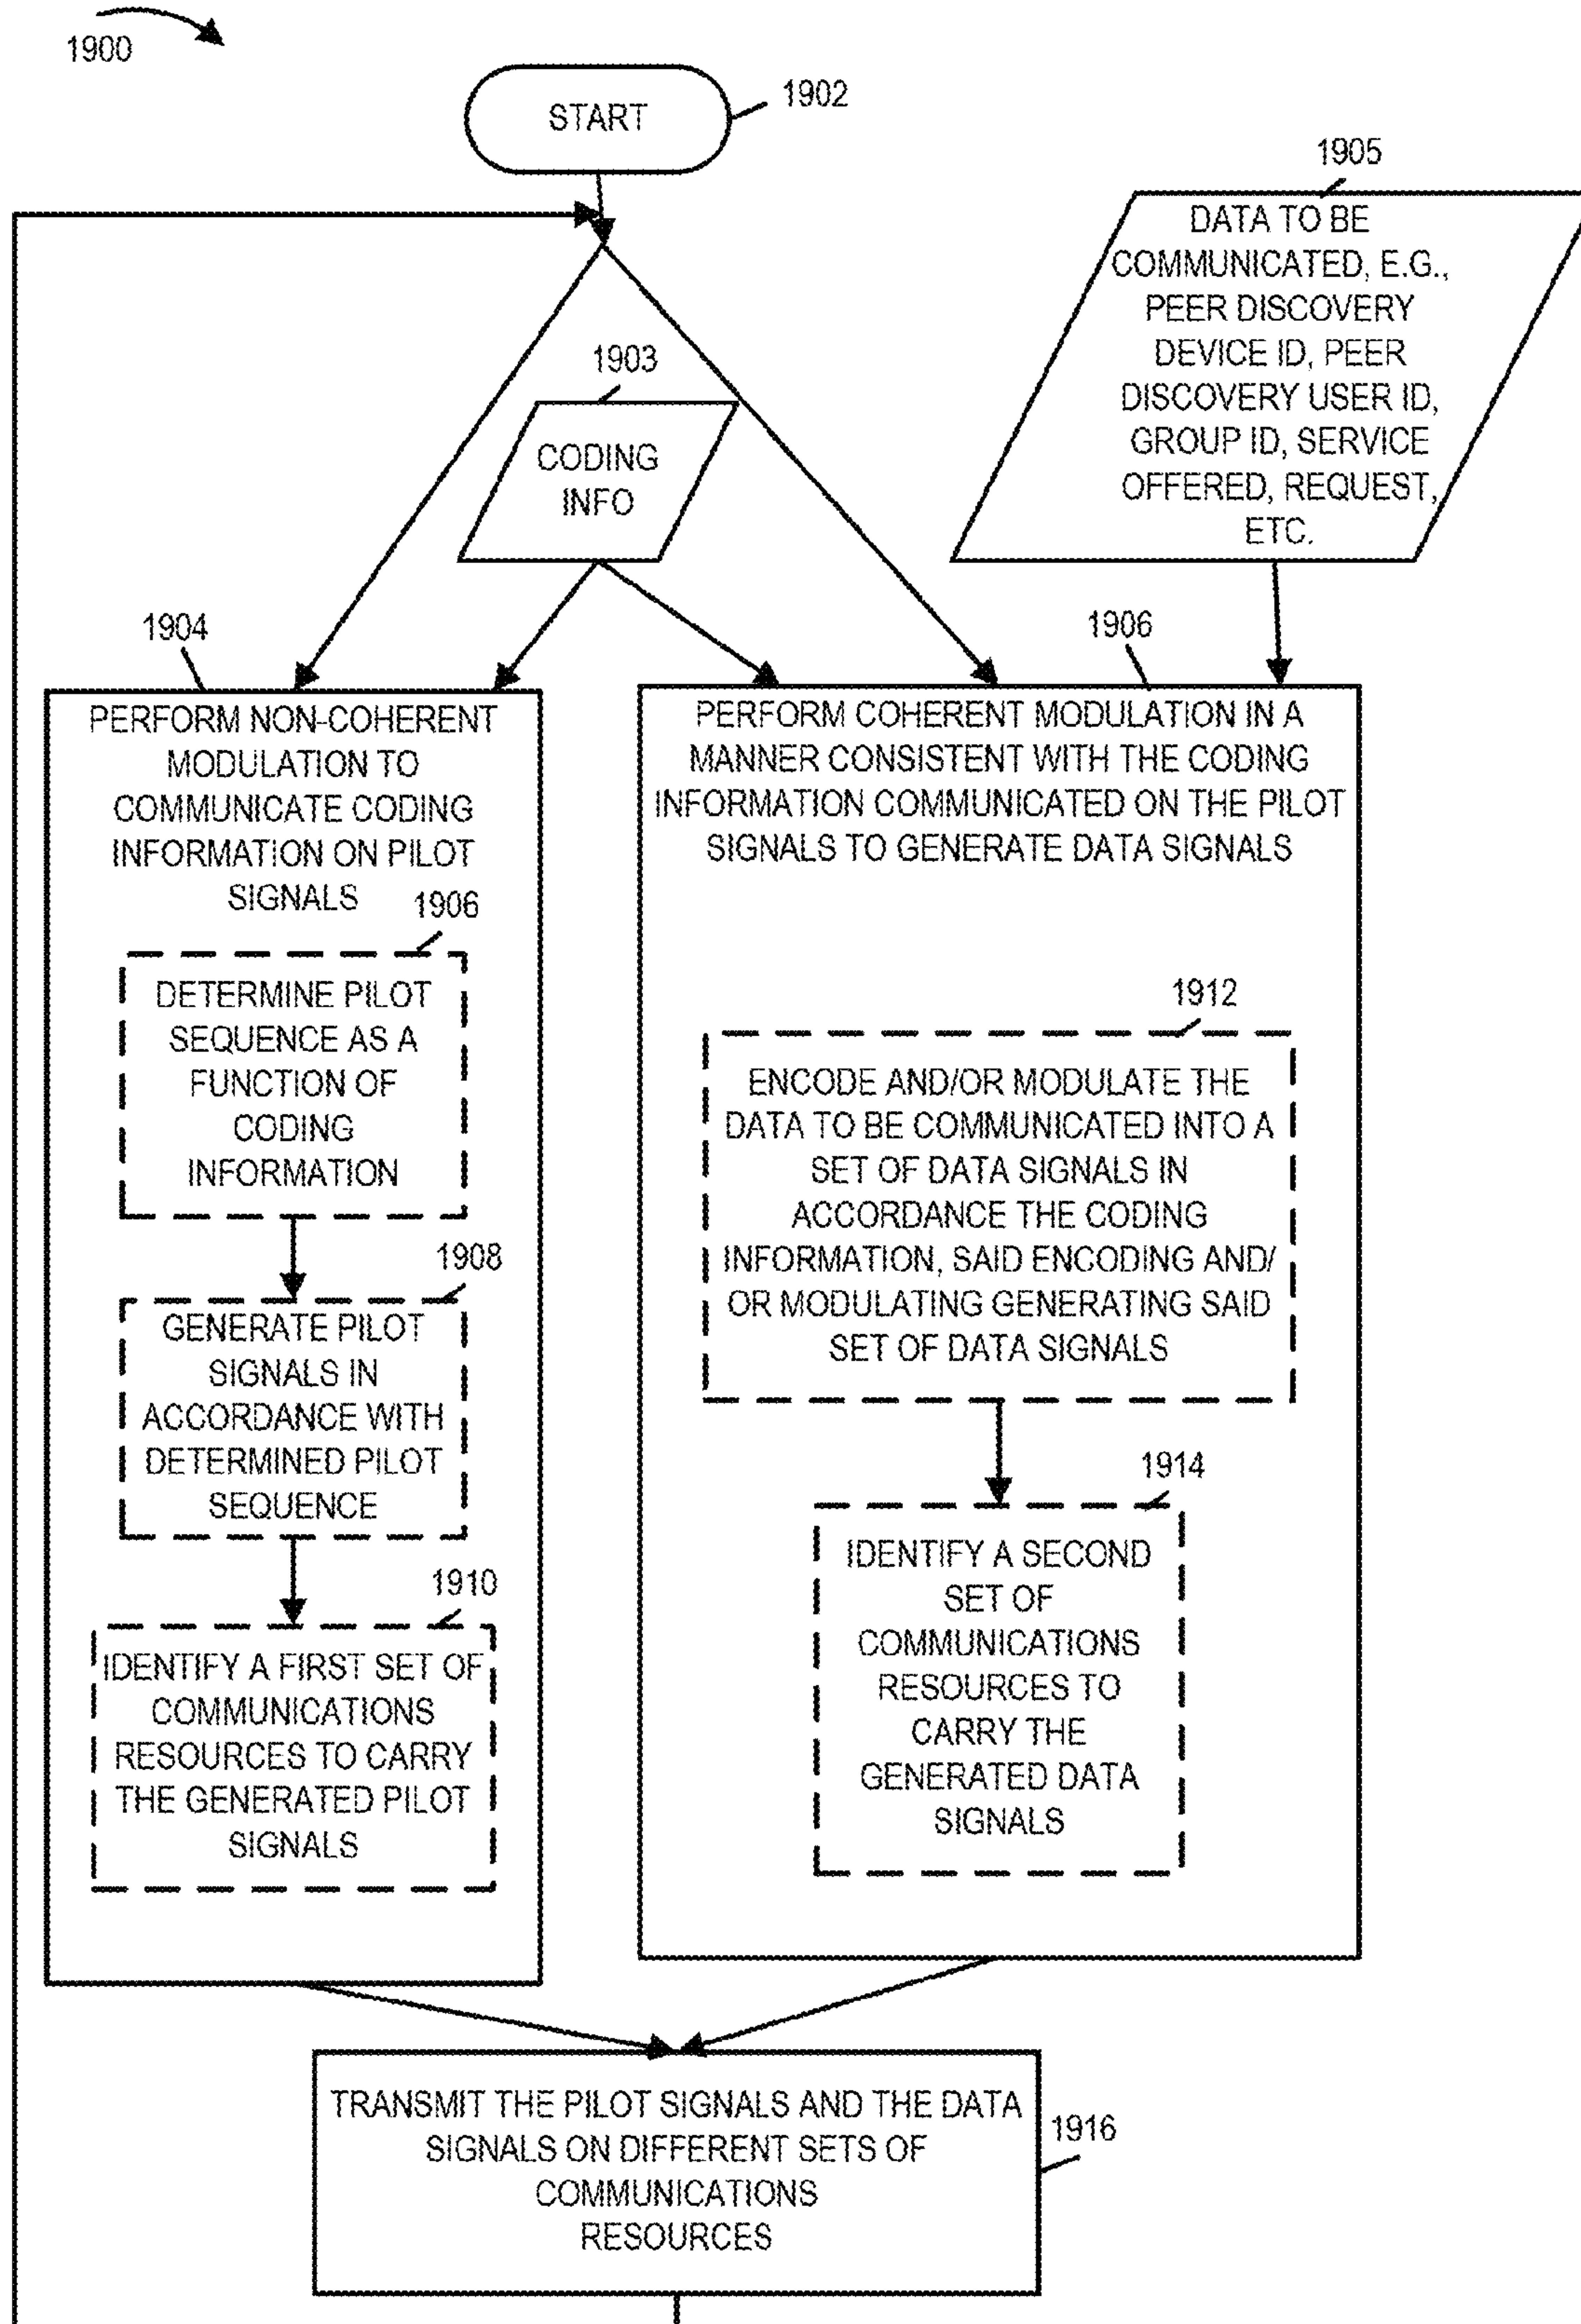 1900
START
1902
1905
DATA TO BE
COMMUNICATED, E.G.,
PEER DISCOVERY
DEVICE ID, PEER
DISCOVERY USER ID,
GROUP ID, SERVICE
OFFERED, REQUEST,
ETC.
1903
CODING
INFO
1904
PERFORM NON-COHERENT
MODULATION TO
COMMUNICATE CODING
INFORMATION ON PILOT
SIGNALS
1906
DETERMINE PILOT
SEQUENCE AS A
FUNCTION OF
CODING
INFORMATION
1908
GENERATE PILOT
SIGNALS IN
ACCORDANCE WITH
DETERMINED PILOT
SEQUENCE
1910
IDENTIFY A FIRST SET OF
COMMUNICATIONS
RESOURCES TO CARRY
THE GENERATED PILOT
SIGNALS
1906
PERFORM COHERENT MODULATION IN A
MANNER CONSISTENT WITH THE CODING
INFORMATION COMMUNICATED ON THE PILOT
SIGNALS TO GENERATE DATA SIGNALS
1912
ENCODE AND/OR MODULATE THE
DATA TO BE COMMUNICATED INTO A
SET OF DATA SIGNALS IN
ACCORDANCE THE CODING
INFORMATION, SAID ENCODING AND/
OR MODULATING GENERATING SAID
SET OF DATA SIGNALS
1914
IDENTIFY A SECOND
SET OF
COMMUNICATIONS
RESOURCES TO
CARRY THE
GENERATED DATA
SIGNALS
TRANSMIT THE PILOT SIGNALS AND THE DATA
SIGNALS ON DIFFERENT SETS OF
COMMUNICATIONS
RESOURCES
1916